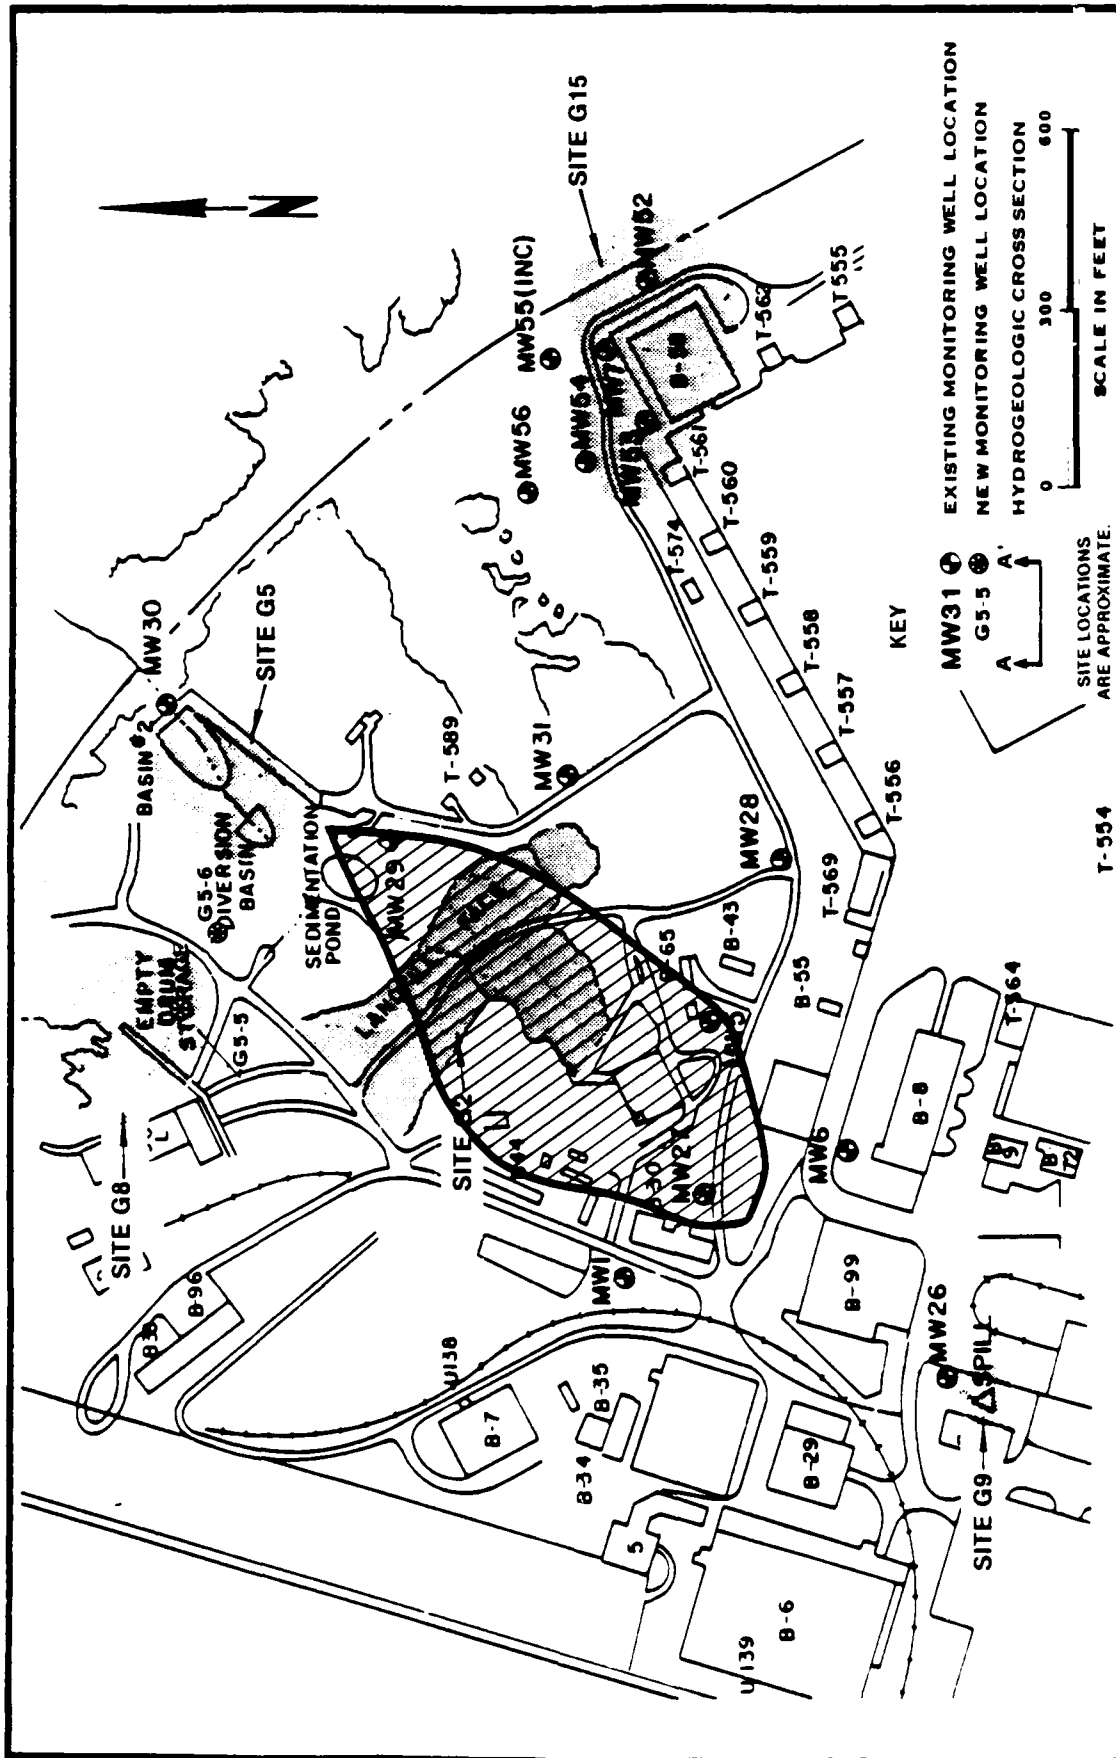 SITE G8
EMPTY
DRUM
STORAGE
G5-5
G5-6
DIVERSION
BASIN
BASIN #2
MW30
SITE G5
SEDIMENTATION
POND
MW29
T-589
MW31
MW56
MW55(INC)
MW54
MW52
SITE G15
N
B-96
U138
B-7
B-35
B-34
5
B-6
U139
B-29
B-99
MW1
MW26
SPILL
SITE G9
MW6
B-8
T-564
B-55
B-43
MW28
T-569
T-556
T-557
T-558
T-559
T-560
T-561
T-574
T-562
T555
T-554
KEY
MW31 EXISTING MONITORING WELL LOCATION
G5-5 NEW MONITORING WELL LOCATION
A A' HYDROGEOLOGIC CROSS SECTION
SITE LOCATIONS
ARE APPROXIMATE.
0 300 600
SCALE IN FEET